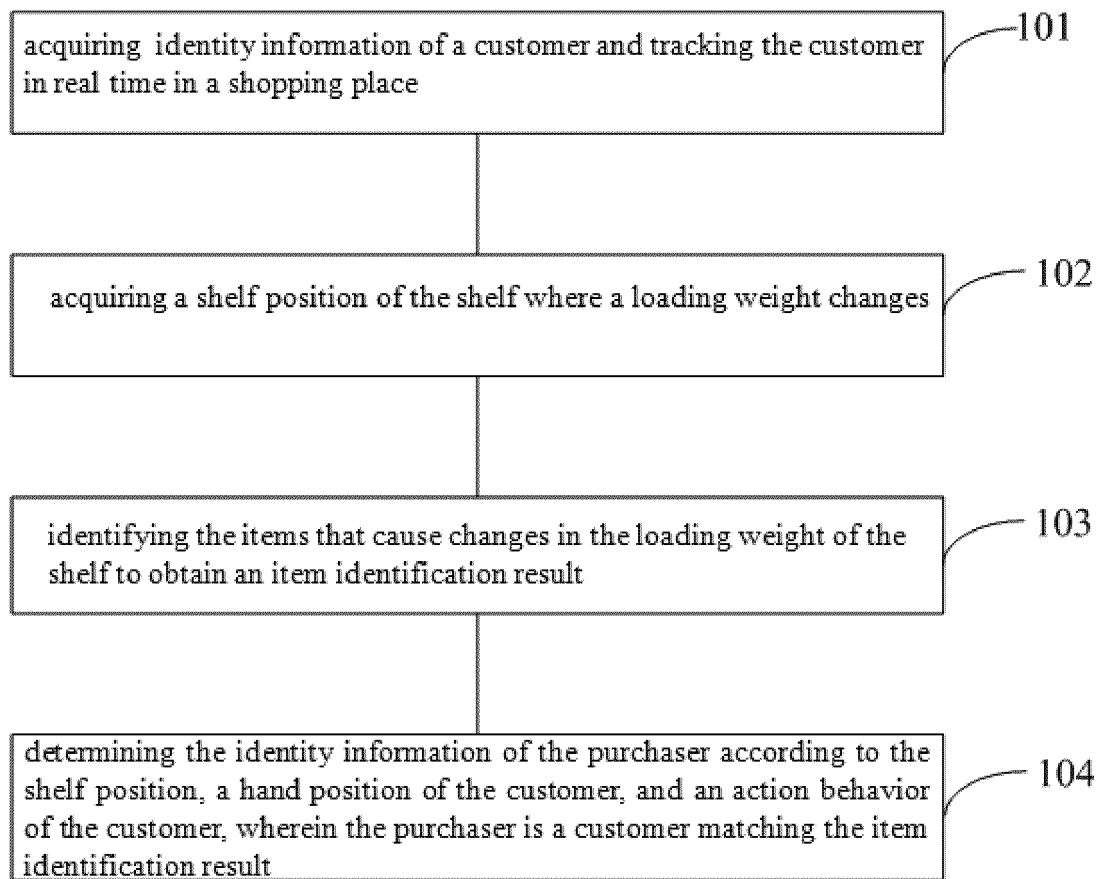 acquiring identity information of a customer and tracking the customer
in real time in a shopping place
101
acquiring a shelf position of the shelf where a loading weight changes
102
identifying the items that cause changes in the loading weight of the
shelf to obtain an item identification result
103
determining the identity information of the purchaser according to the
shelf position, a hand position of the customer, and an action behavior
of the customer, wherein the purchaser is a customer matching the item
identification result
104